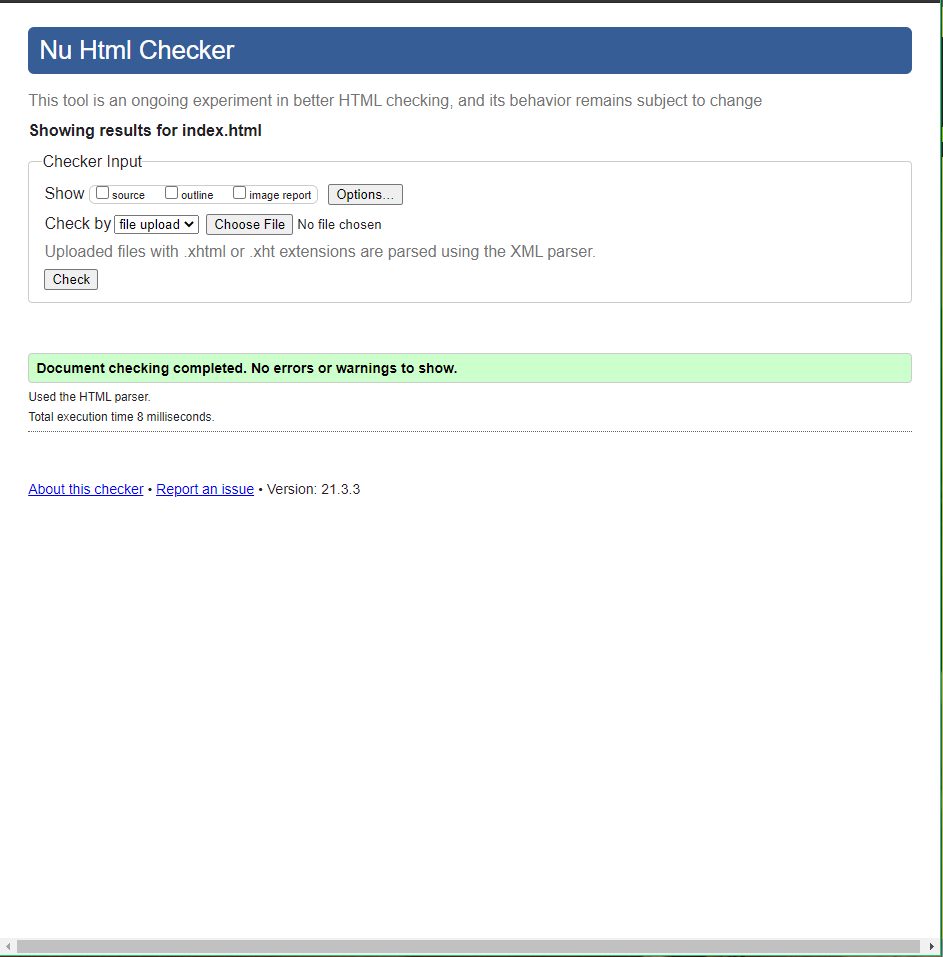 Nu Html Checker
This tool is an ongoing experiment in better HTML checking, and its behavior remains subject to change
Showing results for index.html
Checker Input
Show source outline image report Options...
Check by file upload Choose File No file chosen
Uploaded files with .xhtml or .xht extensions are parsed using the XML parser.
Check
Document checking completed. No errors or warnings to show.
Used the HTML parser.
Total execution time 8 milliseconds.
About this checker • Report an issue • Version: 21.3.3